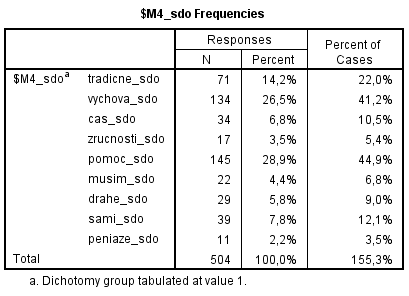 $M4_sdo Frequencies
Responses Percent of Cases
N Percent
$M4_sdoa tradicne_sdo 71 14,2% 22,0%
vychova_sdo 134 26,5% 41,2%
cas_sdo 34 6,8% 10,5%
zrucnosti_sdo 17 3,5% 5,4%
pomoc_sdo 145 28,9% 44,9%
musim_sdo 22 4,4% 6,8%
drahe_sdo 29 5,8% 9,0%
sami_sdo 39 7,8% 12,1%
peniaze_sdo 11 2,2% 3,5%
Total 504 100,0% 155,3%
a. Dichotomy group tabulated at value 1.